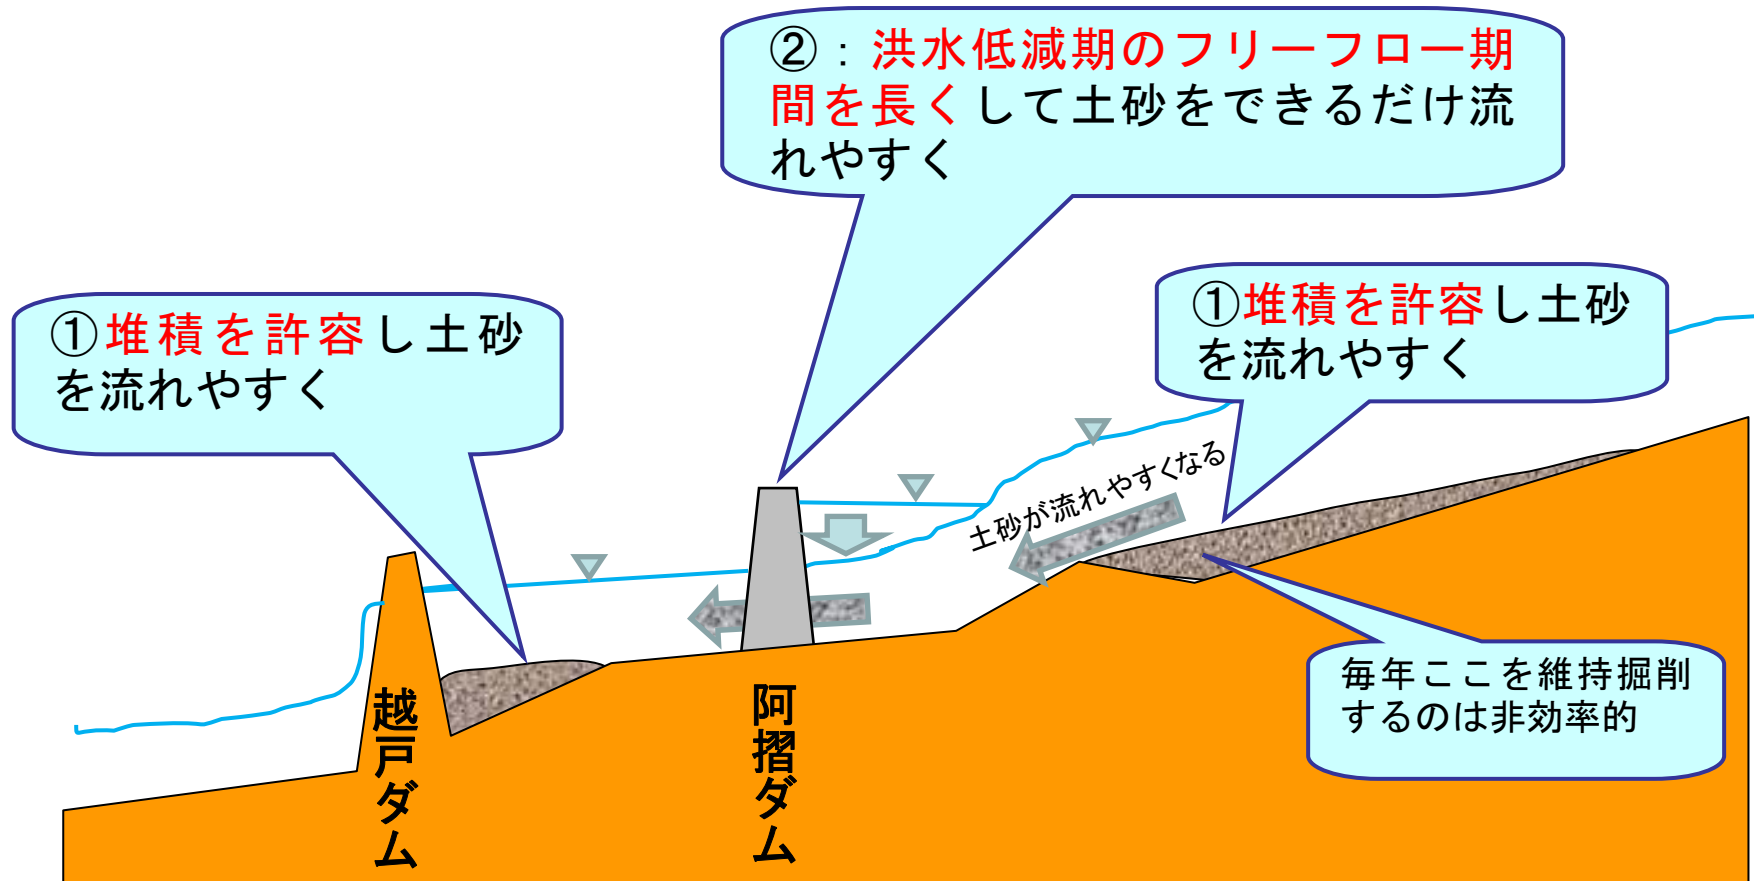 ②：洪水低減期のフリーフロー期
間を長くして土砂をできるだけ流
れやすく
①堆積を許容し土砂
を流れやすく
①堆積を許容し土砂
を流れやすく
土砂が流れやすくなる
毎年ここを維持掘削
するのは非効率的
越戸ダム
阿摺ダム